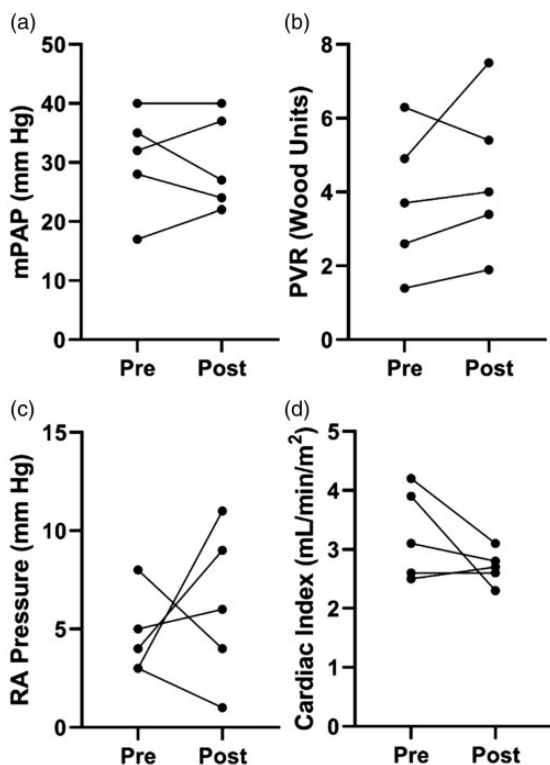 (a)
mPAP (mm Hg)
50
40
30
20
10
0
Pre Post
(b)
PVR (Wood Units)
8
6
4
2
0
Pre Post
(c)
RA Pressure (mm Hg)
15
10
5
0
Pre Post
(d)
Cardiac Index (mL/min/m²)
5
4
3
2
1
0
Pre Post